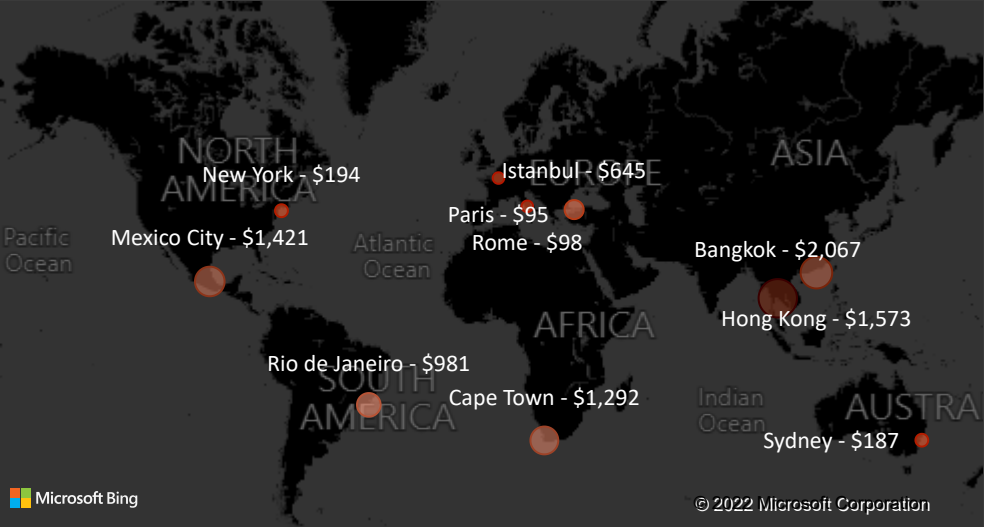 NORTH
AMERICA
New York - $194
Istanbul - $645
EUROPE
ASIA
Paris - $95
Mexico City - $1,421
Rome - $98
Pacific
Ocean
Atlantic
Ocean
Bangkok - $2,067
Hong Kong - $1,573
AFRICA
Rio de Janeiro - $981
SOUTH
AMERICA
Cape Town - $1,292
Indian
Ocean
AUSTRA
Sydney - $187
Microsoft Bing
© 2022 Microsoft Corporation